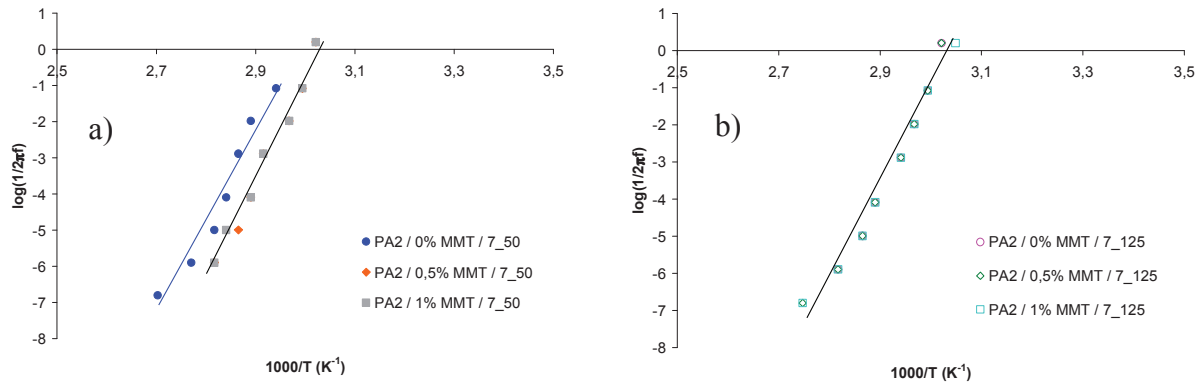 1
0
-1
-2
-3
-4
-5
-6
-7
-8
2,5 2,7 2,9 3,1 3,3 3,5
log(1/2πf)
1000/T (K⁻¹)
a)
PA2 / 0% MMT / 7_50
PA2 / 0,5% MMT / 7_50
PA2 / 1% MMT / 7_50
1
0
-1
-2
-3
-4
-5
-6
-7
-8
2,5 2,7 2,9 3,1 3,3 3,5
log(1/2πf)
1000/T (K⁻¹)
b)
PA2 / 0% MMT / 7_125
PA2 / 0,5% MMT / 7_125
PA2 / 1% MMT / 7_125